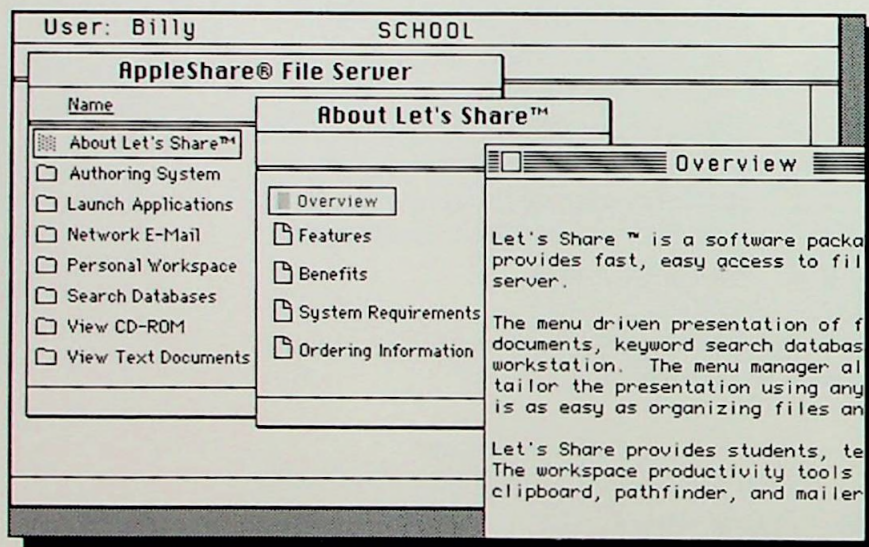 User: Billy SCHOOL
AppleShare® File Server
Name
About Let's Share™
Authoring System
Launch Applications
Network E-Mail
Personal Workspace
Search Databases
View CD-ROM
View Text Documents
About Let's Share™
Overview
Features
Benefits
System Requirements
Ordering Information
Overview
Let's Share ™ is a software packa
provides fast, easy access to fil
server.
The menu driven presentation of f
documents, keyword search databas
workstation. The menu manager al
tailor the presentation using any
is as easy as organizing files an
Let's Share provides students, te
The workspace productivity tools
clipboard, pathfinder, and mailer